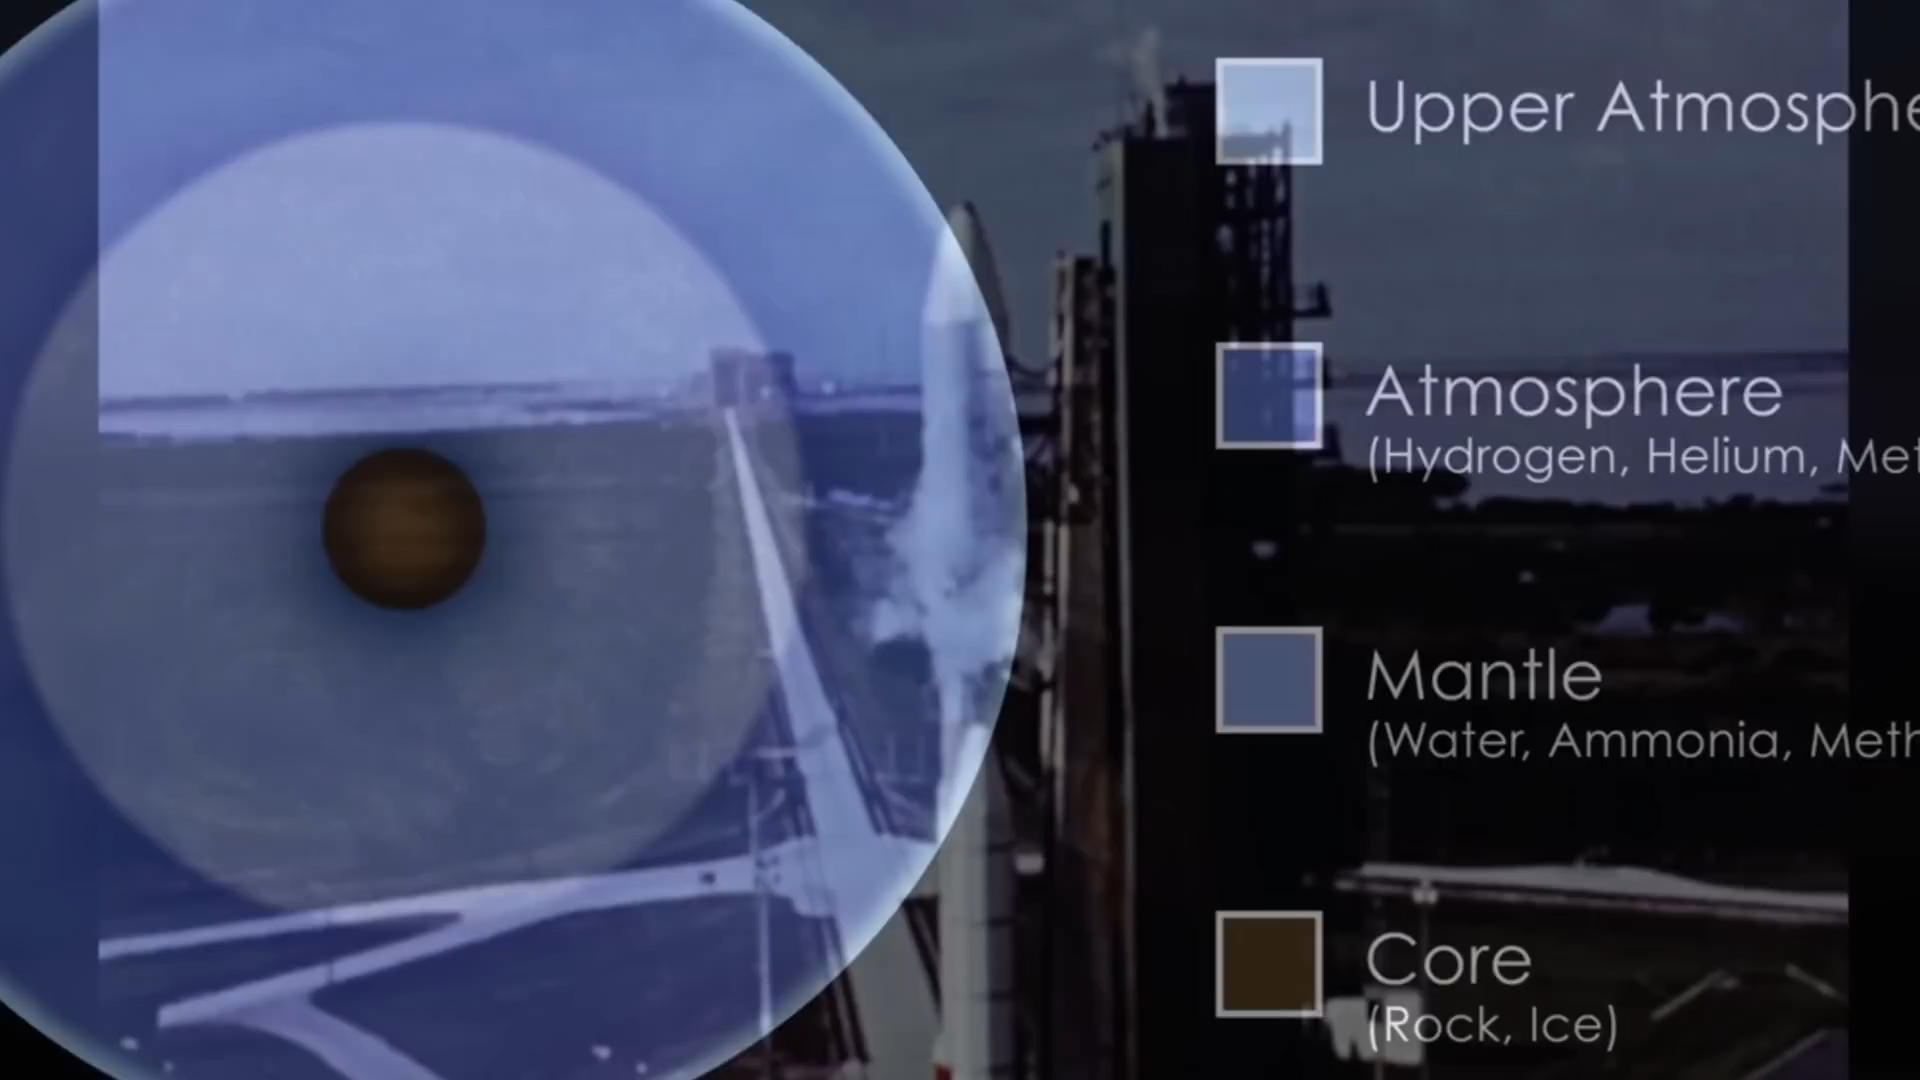 Upper Atmosphe
Atmosphere
(Hydrogen, Helium, Met
Mantle
(Water, Ammonia, Meth
Core
(Rock, Ice)